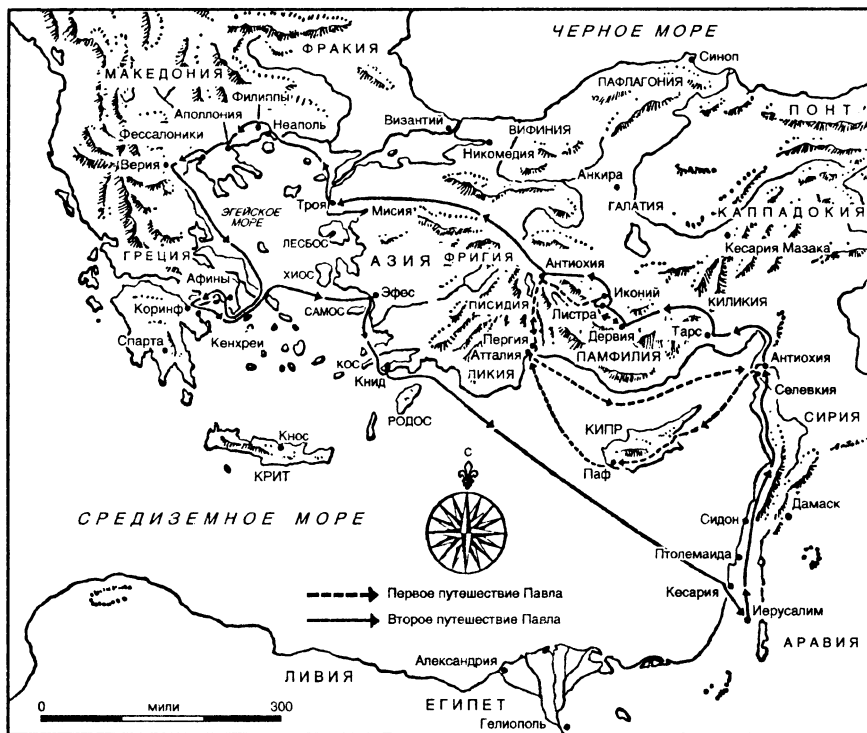 ЧЕРНОЕ МОРЕ
ФРАКИЯ
Синоп
МАКЕДОНИЯ
ПАФЛАГОНИЯ
Филиппы
ПОНТ
Аполлония
Неаполь
Византий
ВИФИНИЯ
Фессалоники
Никомедия
Верия
Анкира
Троя
ГАЛАТИЯ
Мисия
КАППАДОКИЯ
ЭГЕЙСКОЕ
МОРЕ
ЛЕСБОС
Кесария Мазака
ГРЕЦИЯ
АЗИЯ
ФРИГИЯ
Антиохия
ХИОС
Афины
Иконий
Эфес
ПИСИДИЯ
Листра
КИЛИКИЯ
Коринф
САМОС
Дервия
Тарс
Спарта
Кенхреи
Пергия
Атталия
ПАМФИЛИЯ
Антиохия
КОС
ЛИКИЯ
Книд
Селевкия
РОДОС
КИПР
СИРИЯ
Кнос
КРИТ
Паф
С
Дамаск
СРЕДИЗЕМНОЕ МОРЕ
Сидон
Птолемаида
Первое путешествие Павла
Кесария
Второе путешествие Павла
Иерусалим
АРАВИЯ
Александрия
ЛИВИЯ
ЕГИПЕТ
МИЛИ
0 300
Гелиополь